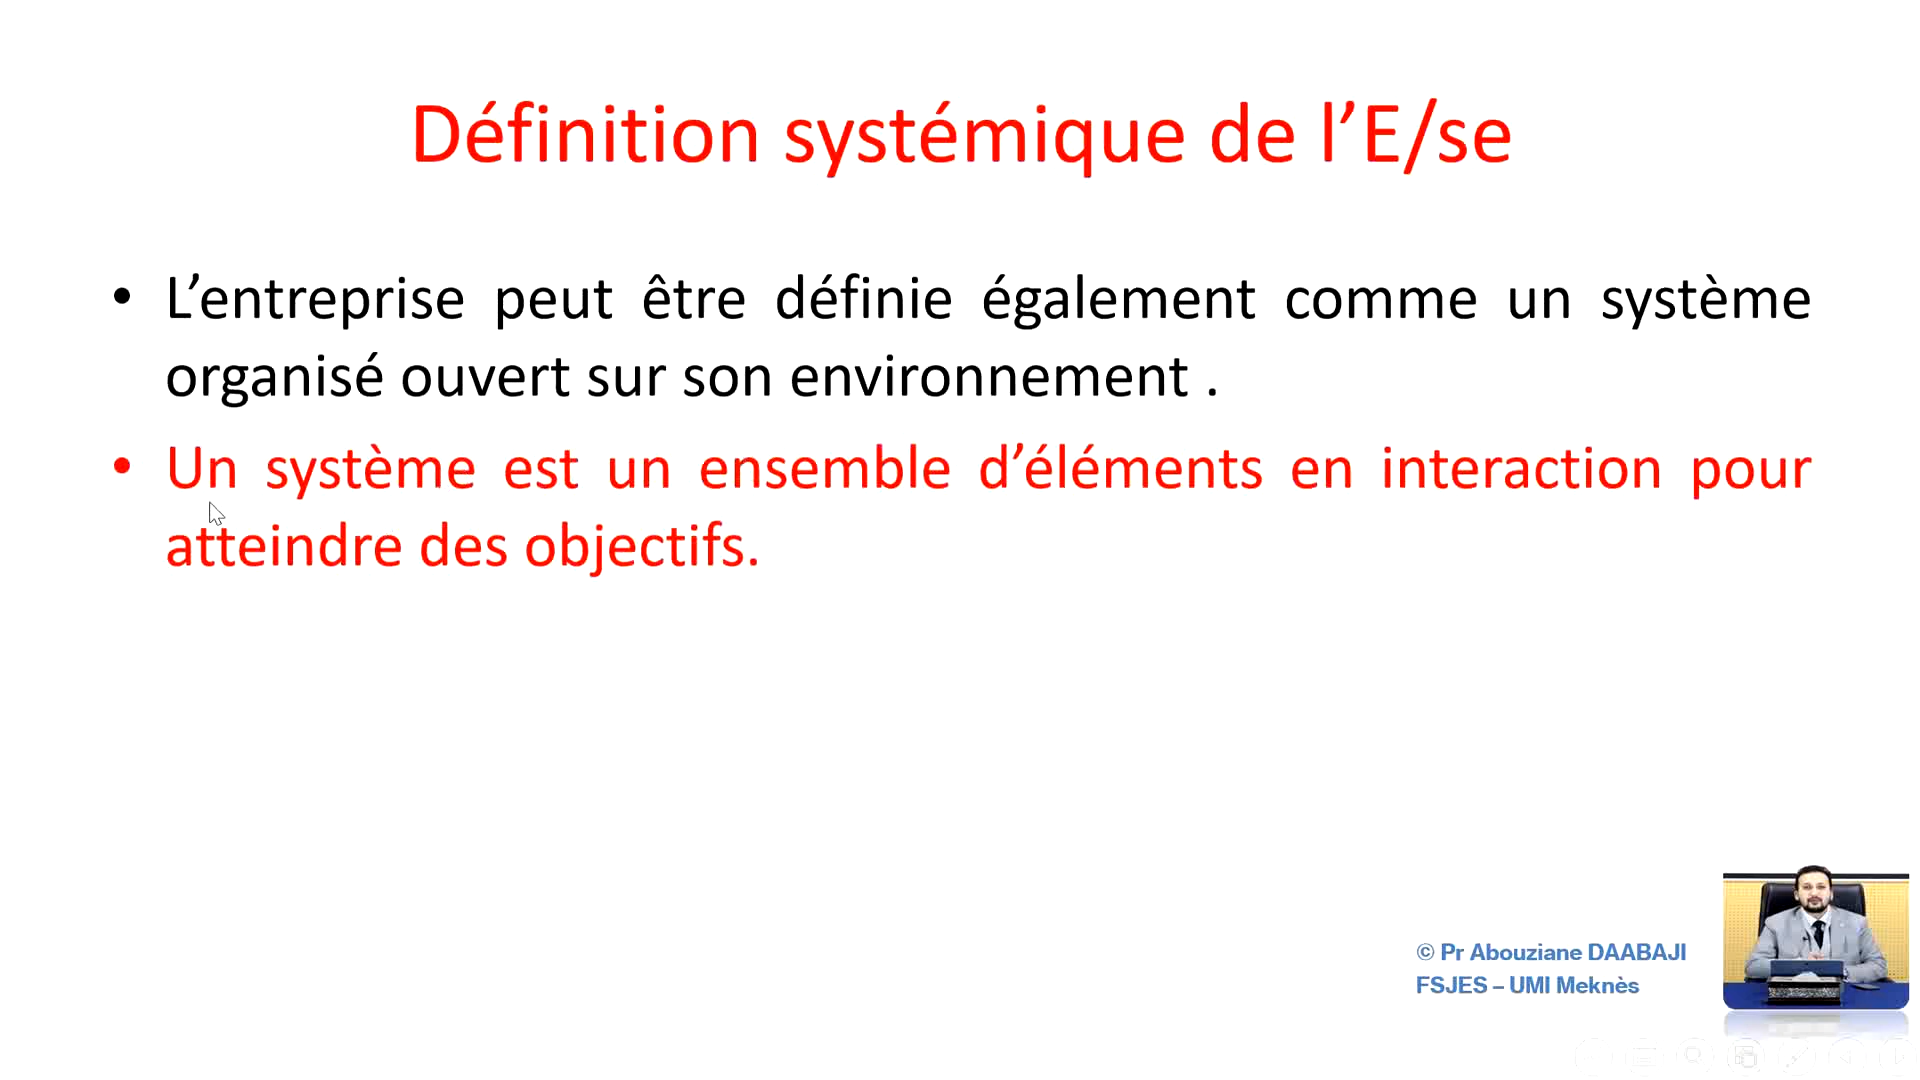 Définition systémique de l’E/se
• L’entreprise peut être définie également comme un système
organisé ouvert sur son environnement .
• Un système est un ensemble d’éléments en interaction pour
atteindre des objectifs.
© Pr Abouziane DAABAJI
FSJES – UMI Meknès